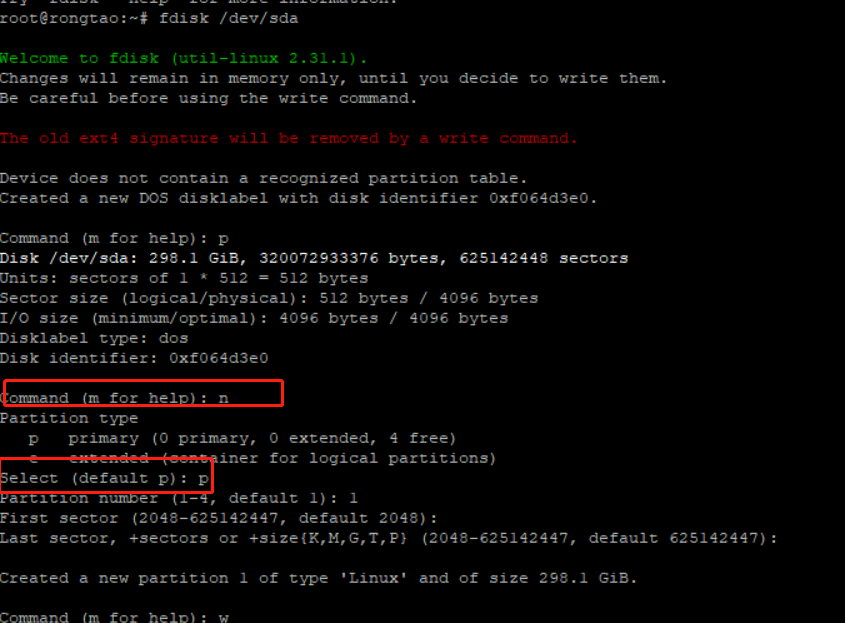 Try 'fdisk --help' for more information.
root@rongtao:~# fdisk /dev/sda
Welcome to fdisk (util-linux 2.31.1).
Changes will remain in memory only, until you decide to write them.
Be careful before using the write command.
The old ext4 signature will be removed by a write command.
Device does not contain a recognized partition table.
Created a new DOS disklabel with disk identifier 0xf064d3e0.
Command (m for help): p
Disk /dev/sda: 298.1 GiB, 320072933376 bytes, 625142448 sectors
Units: sectors of 1 * 512 = 512 bytes
Sector size (logical/physical): 512 bytes / 4096 bytes
I/O size (minimum/optimal): 4096 bytes / 4096 bytes
Disklabel type: dos
Disk identifier: 0xf064d3e0
Command (m for help): n
Partition type
p primary (0 primary, 0 extended, 4 free)
e extended (container for logical partitions)
Select (default p): p
Partition number (1-4, default 1): 1
First sector (2048-625142447, default 2048):
Last sector, +sectors or +size{K,M,G,T,P} (2048-625142447, default 625142447):
Created a new partition 1 of type 'Linux' and of size 298.1 GiB.
Command (m for help): w